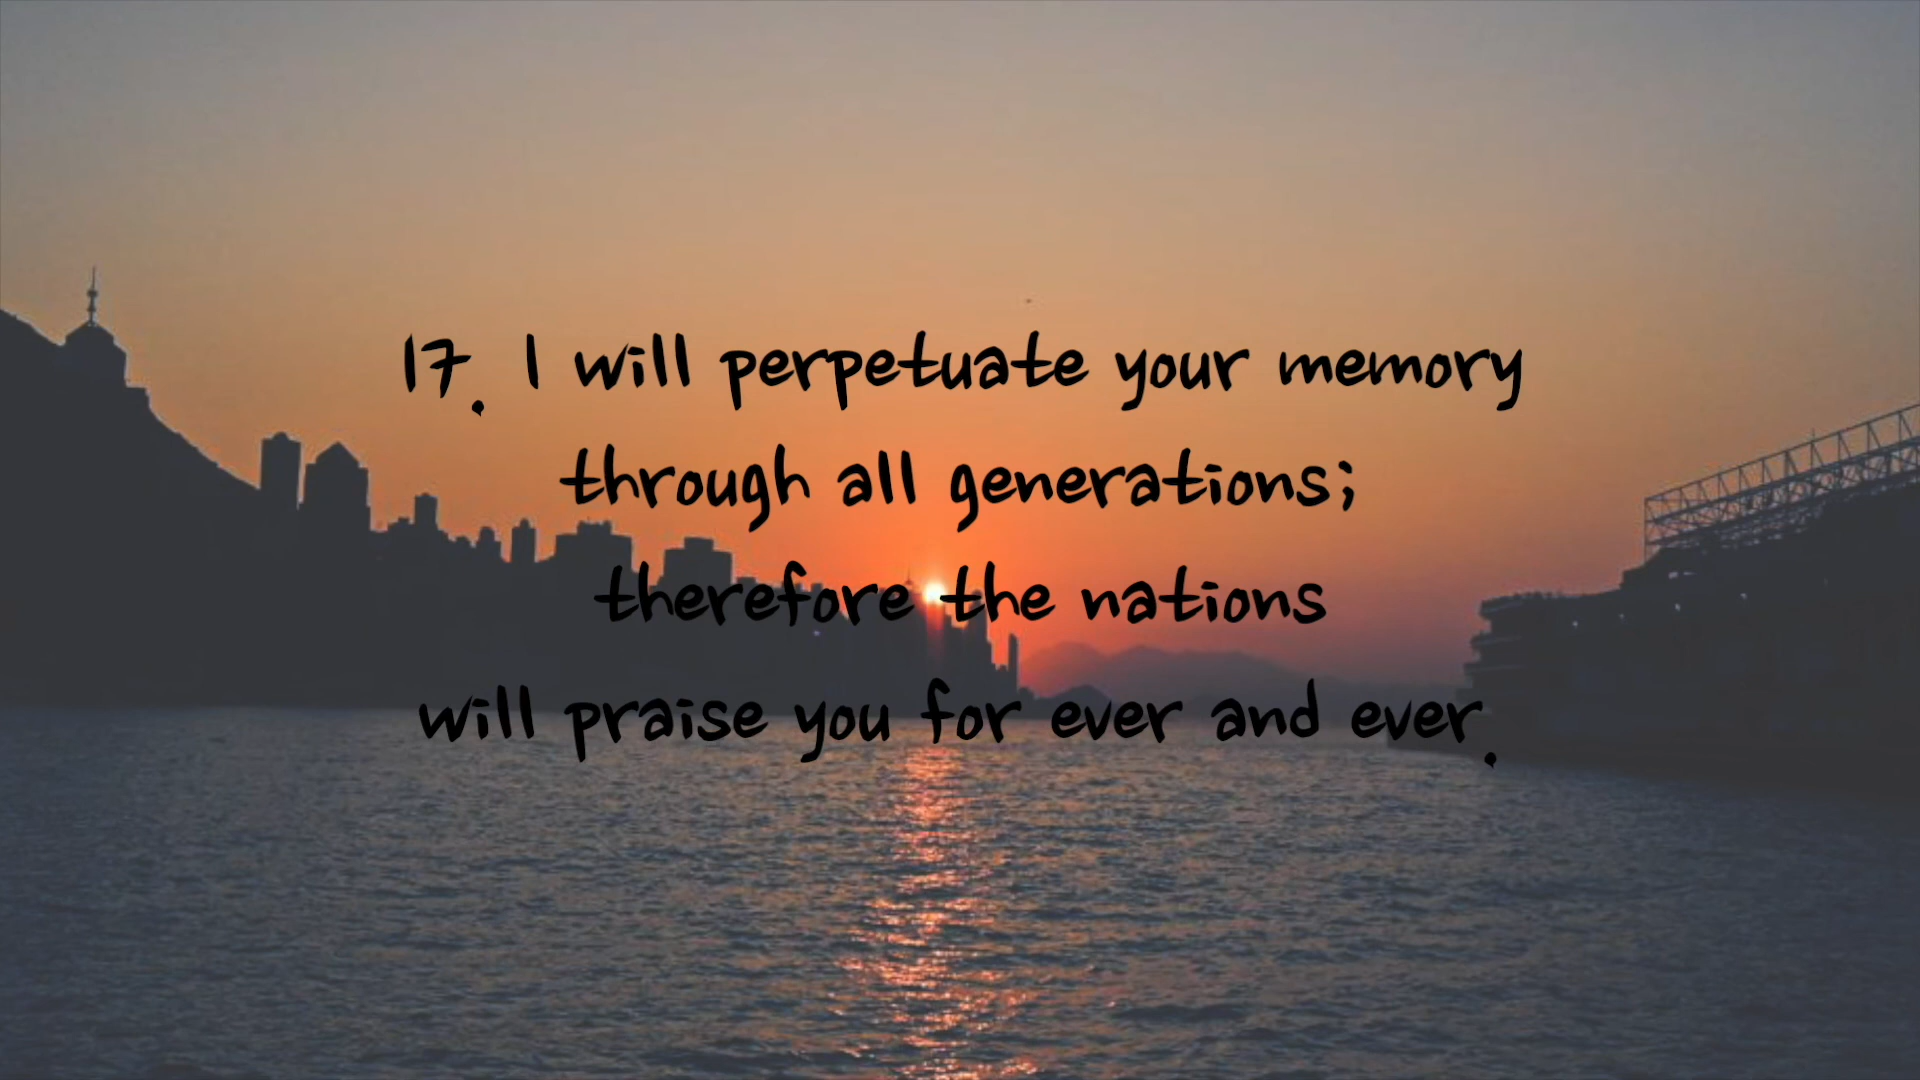 17. I will perpetuate your memory
through all generations;
therefore the nations
will praise you for ever and ever.